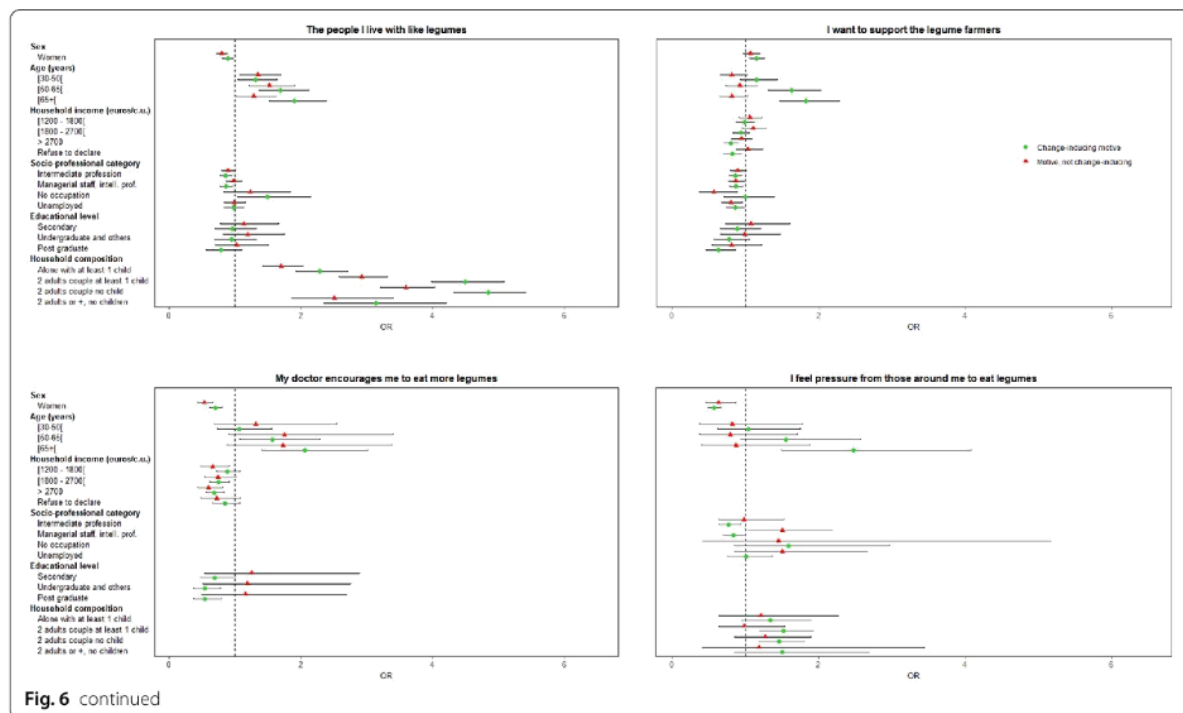 The people I live with like legumes
Sex
Women
Age (years)
[30-50[
[50-65[
[65+[
Household income (euros/c.u.)
[1200 - 1800[
[1800 - 2700[
> 2700
Refuse to declare
Socio-professional category
Intermediate profession
Managerial staff. intell. prof.
No occupation
Unemployed
Educational level
Secondary
Undergraduate and others
Post graduate
Household composition
Alone with at least 1 child
2 adults couple at least 1 child
2 adults couple no child
2 adults or +, no children
0 2 4 6
OR
I want to support the legume farmers
Change-inducing motive
Motive, not change-inducing
0 2 4 6
OR
My doctor encourages me to eat more legumes
Sex
Women
Age (years)
[30-50[
[50-65[
[65+[
Household income (euros/c.u.)
[1200 - 1800[
[1800 - 2700[
> 2700
Refuse to declare
Socio-professional category
Intermediate profession
Managerial staff. intell. prof.
No occupation
Unemployed
Educational level
Secondary
Undergraduate and others
Post graduate
Household composition
Alone with at least 1 child
2 adults couple at least 1 child
2 adults couple no child
2 adults or +, no children
0 2 4 6
OR
I feel pressure from those around me to eat legumes
0 2 4 6
OR
Fig. 6 continued